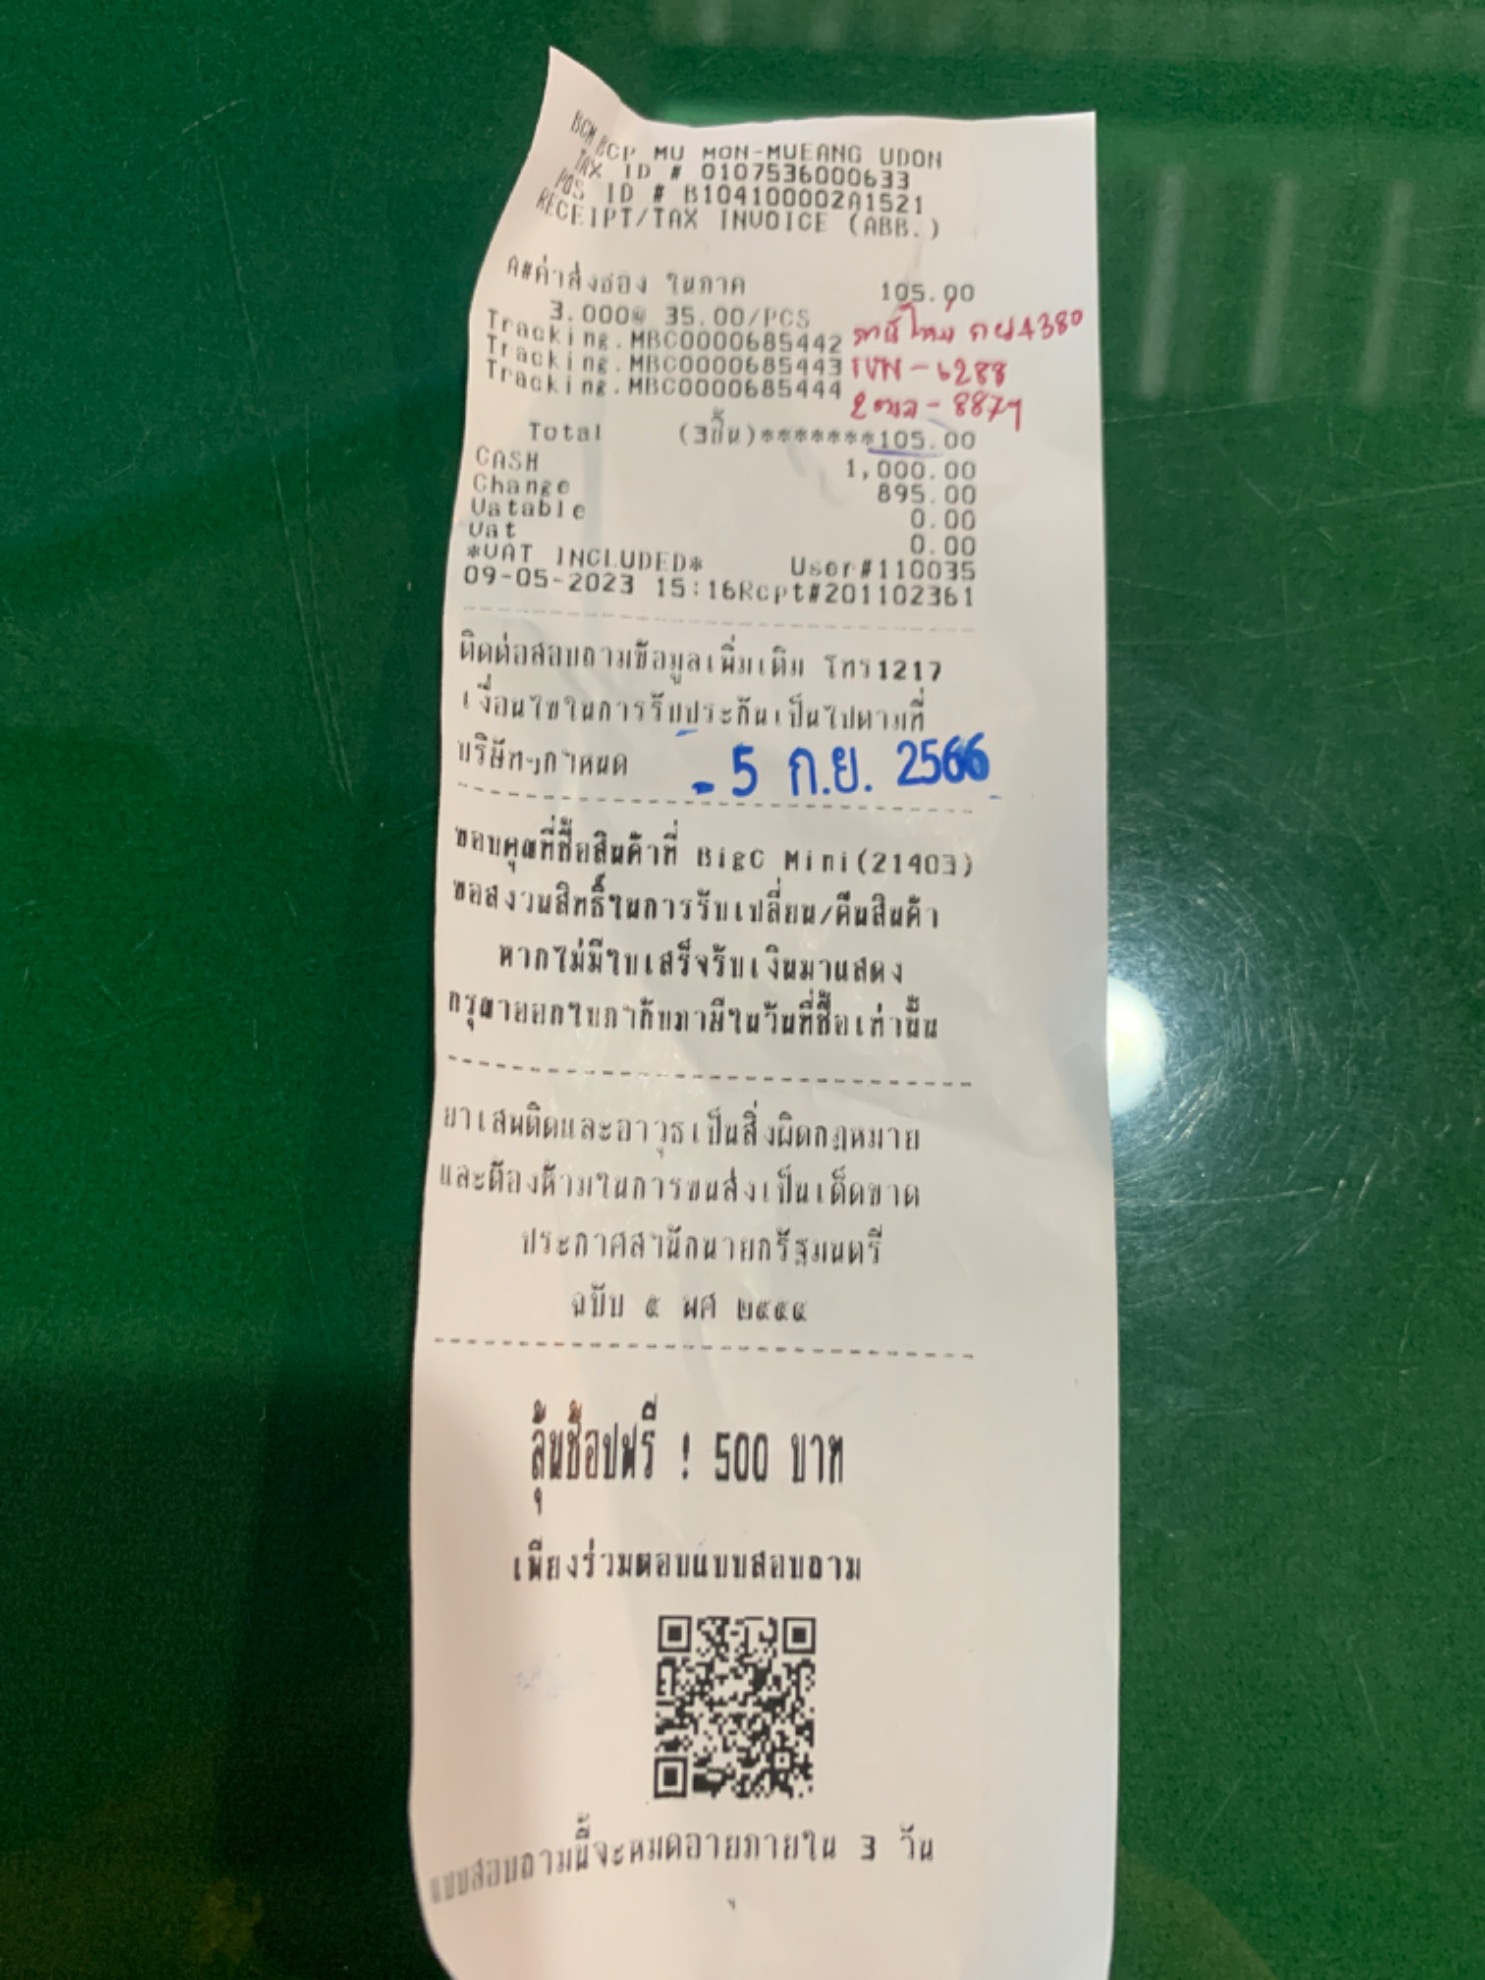 BCM BCP MU MON-MUEANG UDON
TAX ID # 0107536000633
POS ID # B104100002A1521
RECEIPT/TAX INVOICE (ABB.)
A#ค่าส่งของ ในภาค 105.00
3.000@ 35.00/PCS
Tracking.MBC0000685442
Tracking.MBC0000685443 - 6288
Tracking.MBC0000685444
Total (3ชิ้น)*******105.00
CASH 1,000.00
Change 895.00
Vatable 0.00
Vat 0.00
*VAT INCLUDED* User#110035
09-05-2023 15:16Rcpt#201102361
ติดต่อสอบถามข้อมูลเพิ่มเติม โทร1217
เงื่อนไขในการรับประกันเป็นไปตามที่
บริษัทฯกำหนด - 5 ก.ย. 2566
ขอบคุณที่ซื้อสินค้าที่ BigC Mini(21403)
ขอสงวนสิทธิ์ในการรับเปลี่ยน/คืนสินค้า
หากไม่มีใบเสร็จรับเงินมาแสดง
กรุณาออกใบกำกับภาษีในวันที่ซื้อเท่านั้น
ยาเสพติดและอาวุธเป็นสิ่งผิดกฎหมาย
และต้องห้ามในการขนส่งเป็นเด็ดขาด
ประกาศสำนักนายกรัฐมนตรี
ฉบับ ๕ พศ ๒๕๕๔
ลุ้นช้อปฟรี ! 500 บาท
เพียงร่วมตอบแบบสอบถาม
แบบสอบถามนี้จะหมดอายุภายใน 3 วัน